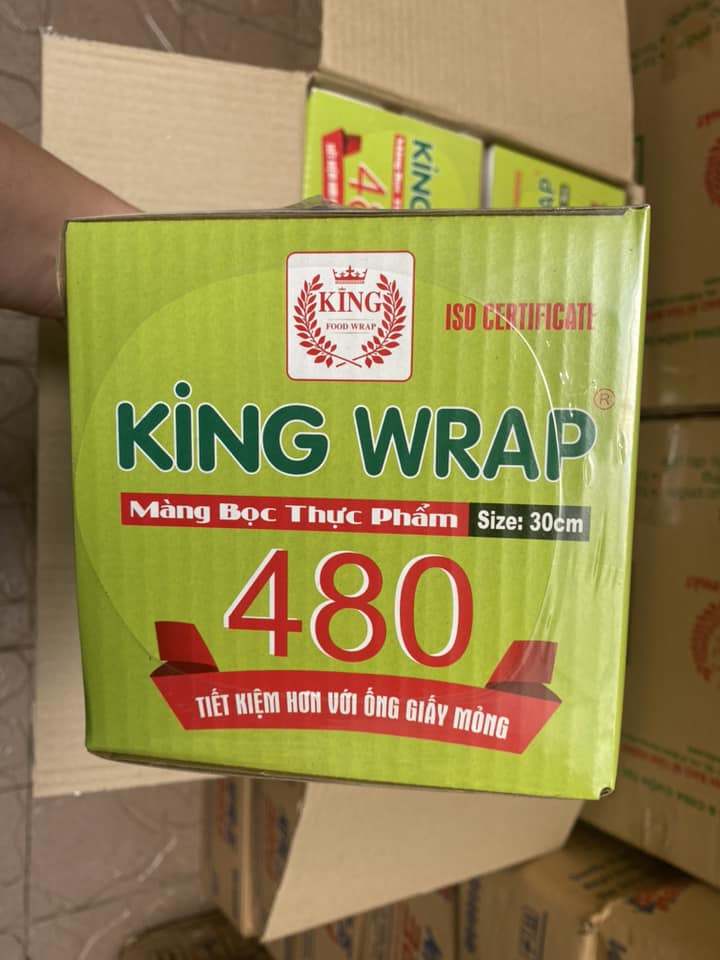 KING
FOOD WRAP
ISO CERTIFICATE
KiNG WRAP®
Màng Bọc Thực Phẩm
Size: 30cm
480
TIẾT KIỆM HƠN VỚI ỐNG GIẤY MỎNG